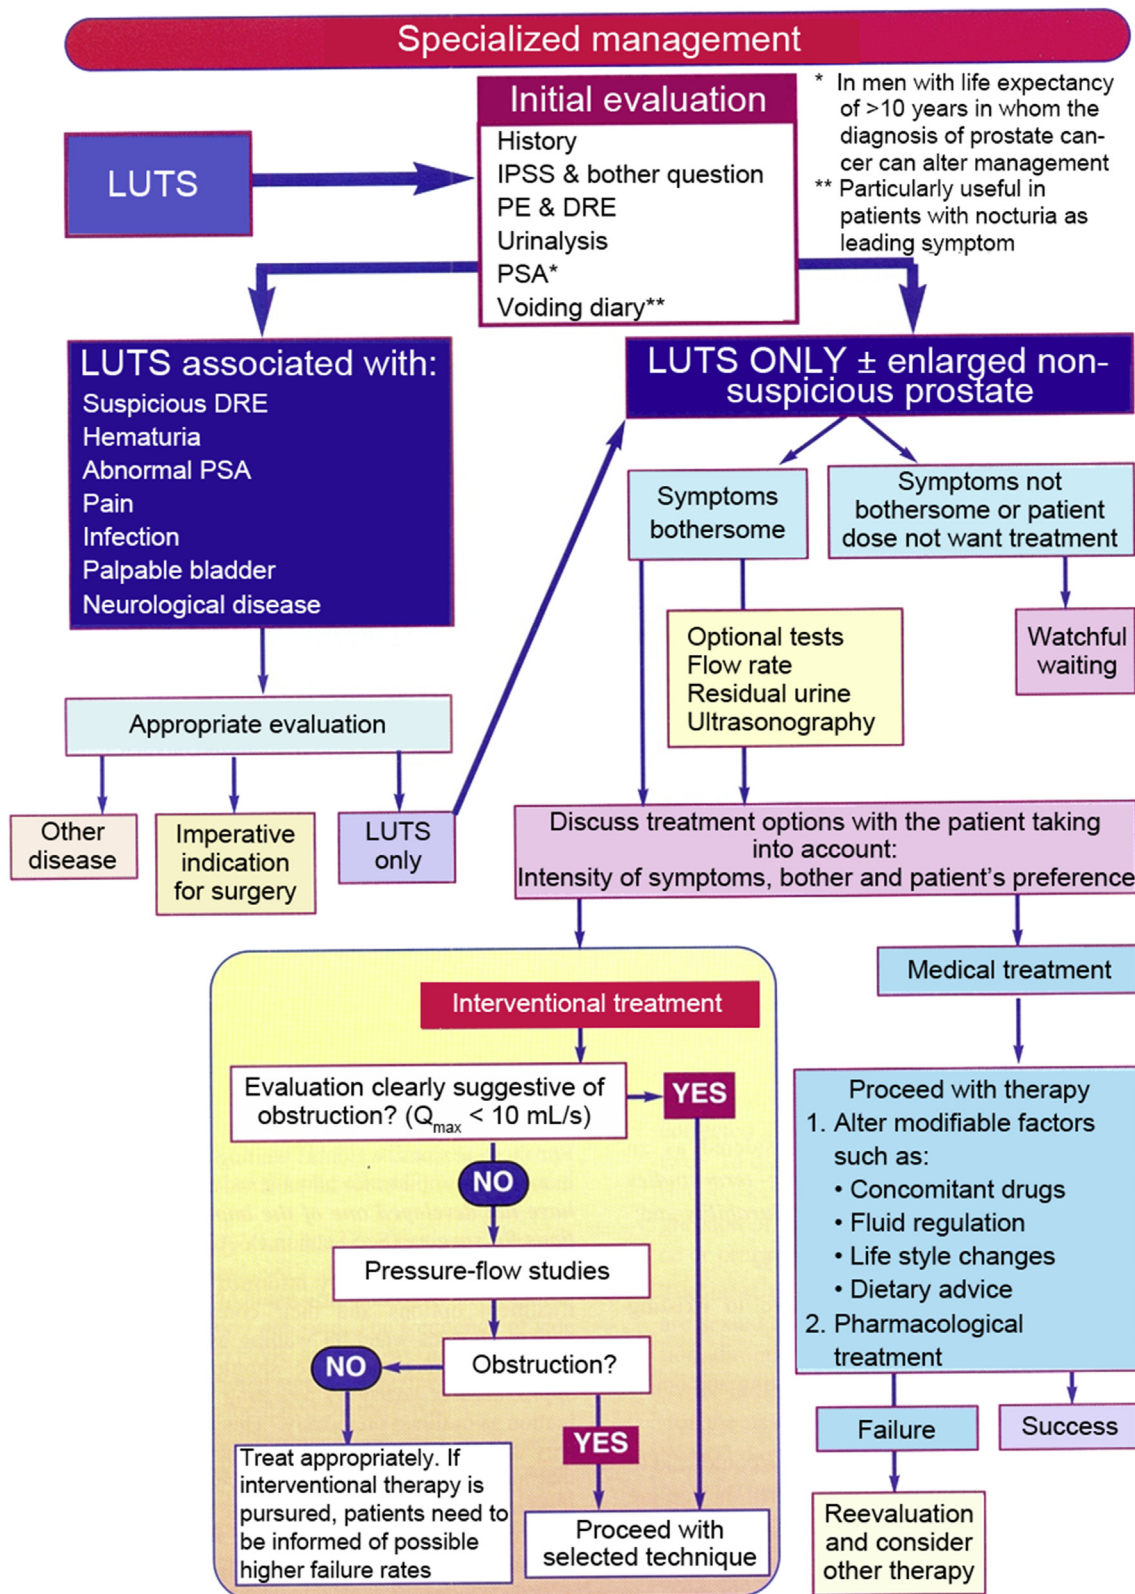 Specialized management
LUTS
Initial evaluation
History
IPSS & bother question
PE & DRE
Urinalysis
PSA*
Voiding diary**
* In men with life expectancy
of >10 years in whom the
diagnosis of prostate can-
cer can alter management
** Particularly useful in
patients with nocturia as
leading symptom
LUTS associated with:
Suspicious DRE
Hematuria
Abnormal PSA
Pain
Infection
Palpable bladder
Neurological disease
LUTS ONLY ± enlarged non-
suspicious prostate
Symptoms
bothersome
Symptoms not
bothersome or patient
dose not want treatment
Optional tests
Flow rate
Residual urine
Ultrasonography
Watchful
waiting
Appropriate evaluation
Other
disease
Imperative
indication
for surgery
LUTS
only
Discuss treatment options with the patient taking
into account:
Intensity of symptoms, bother and patient's preference
Interventional treatment
Evaluation clearly suggestive of
obstruction? (Qmax < 10 mL/s)
YES
NO
Pressure-flow studies
Obstruction?
NO
YES
Treat appropriately. If
interventional therapy is
pursured, patients need to
be informed of possible
higher failure rates
Proceed with
selected technique
Medical treatment
Proceed with therapy
1. Alter modifiable factors
such as:
• Concomitant drugs
• Fluid regulation
• Life style changes
• Dietary advice
2. Pharmacological
treatment
Failure
Success
Reevaluation
and consider
other therapy